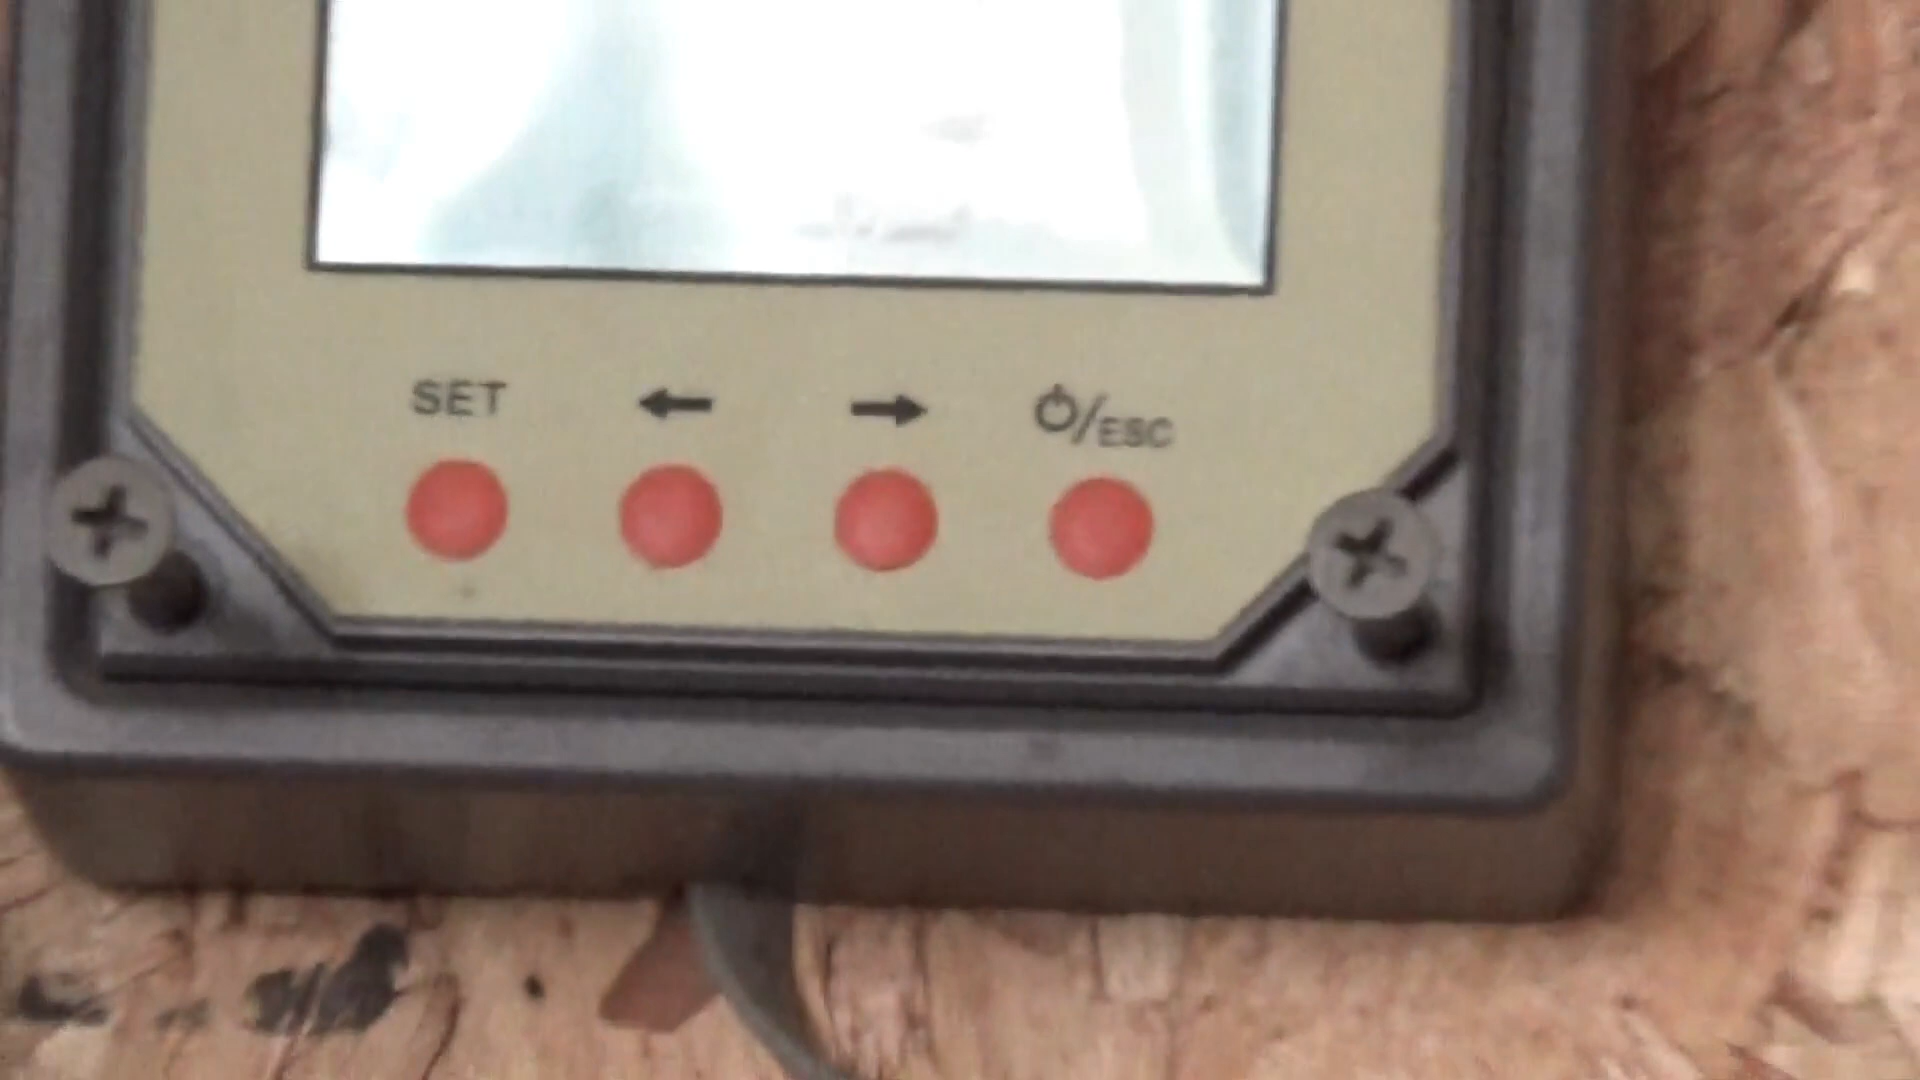 SET ← → ⏻/ESC